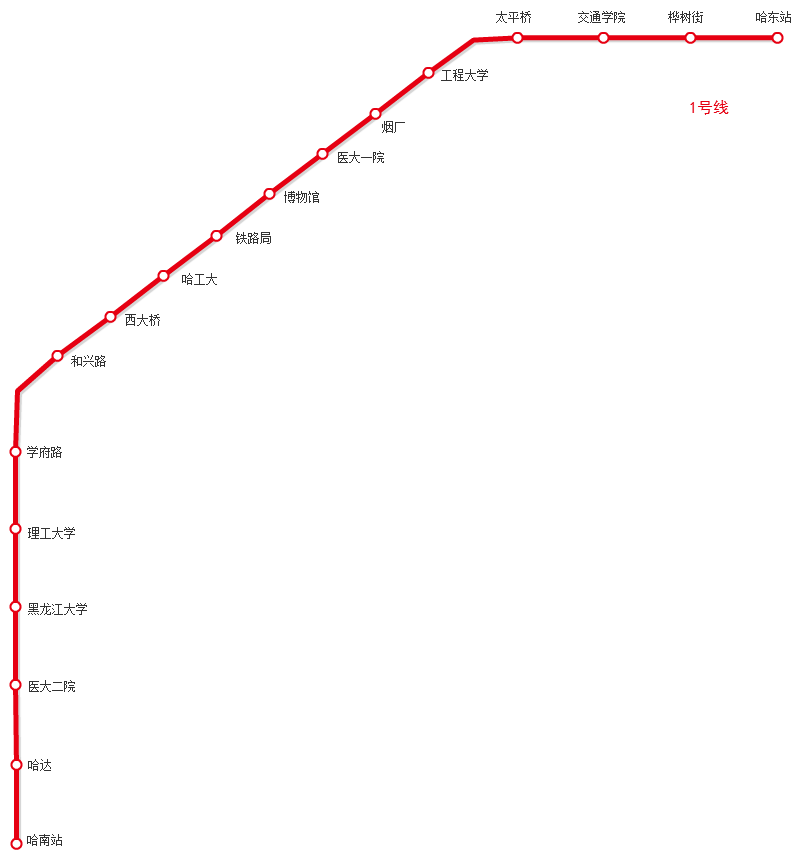 太平桥
交通学院
桦树街
哈东站
工程大学
1号线
烟厂
医大一院
博物馆
铁路局
哈工大
西大桥
和兴路
学府路
理工大学
黑龙江大学
医大二院
哈达
哈南站